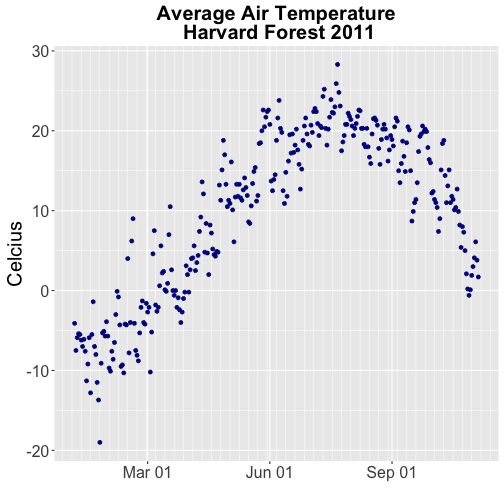 Average Air Temperature
Harvard Forest 2011
Celcius
30
20
10
0
-10
-20
Mar 01
Jun 01
Sep 01